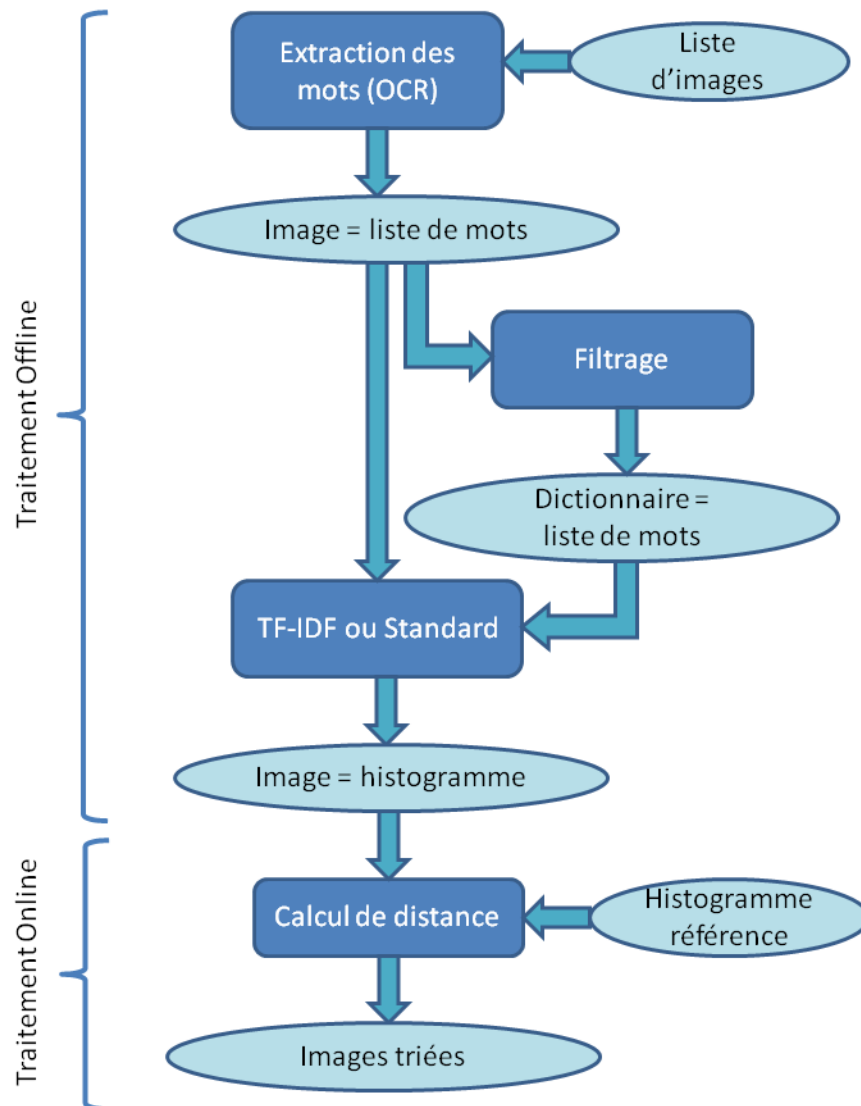 Extraction des
mots (OCR)
Liste
d’images
Image = liste de mots
Filtrage
Dictionnaire =
liste de mots
TF-IDF ou Standard
Image = histogramme
Calcul de distance
Histogramme
référence
Images triées
Traitement Offline
Traitement Online